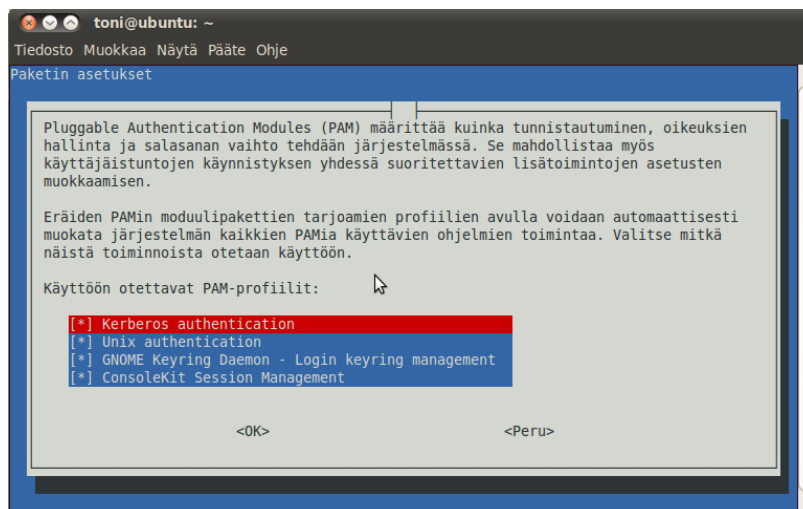 toni@ubuntu: ~
Tiedosto Muokkaa Näytä Pääte Ohje
Paketin asetukset
Pluggable Authentication Modules (PAM) määrittää kuinka tunnistautuminen, oikeuksien
hallinta ja salasanan vaihto tehdään järjestelmässä. Se mahdollistaa myös
käyttäjäistuntojen käynnistyksen yhdessä suoritettavien lisätoimintojen asetusten
muokkaamisen.
Eräiden PAMin moduulipakettien tarjoamien profiilien avulla voidaan automaattisesti
muokata järjestelmän kaikkien PAMia käyttävien ohjelmien toimintaa. Valitse mitkä
näistä toiminnoista otetaan käyttöön.
Käyttöön otettavat PAM-profiilit:
[*] Kerberos authentication
[*] Unix authentication
[*] GNOME Keyring Daemon - Login keyring management
[*] ConsoleKit Session Management
<OK> <Peru>